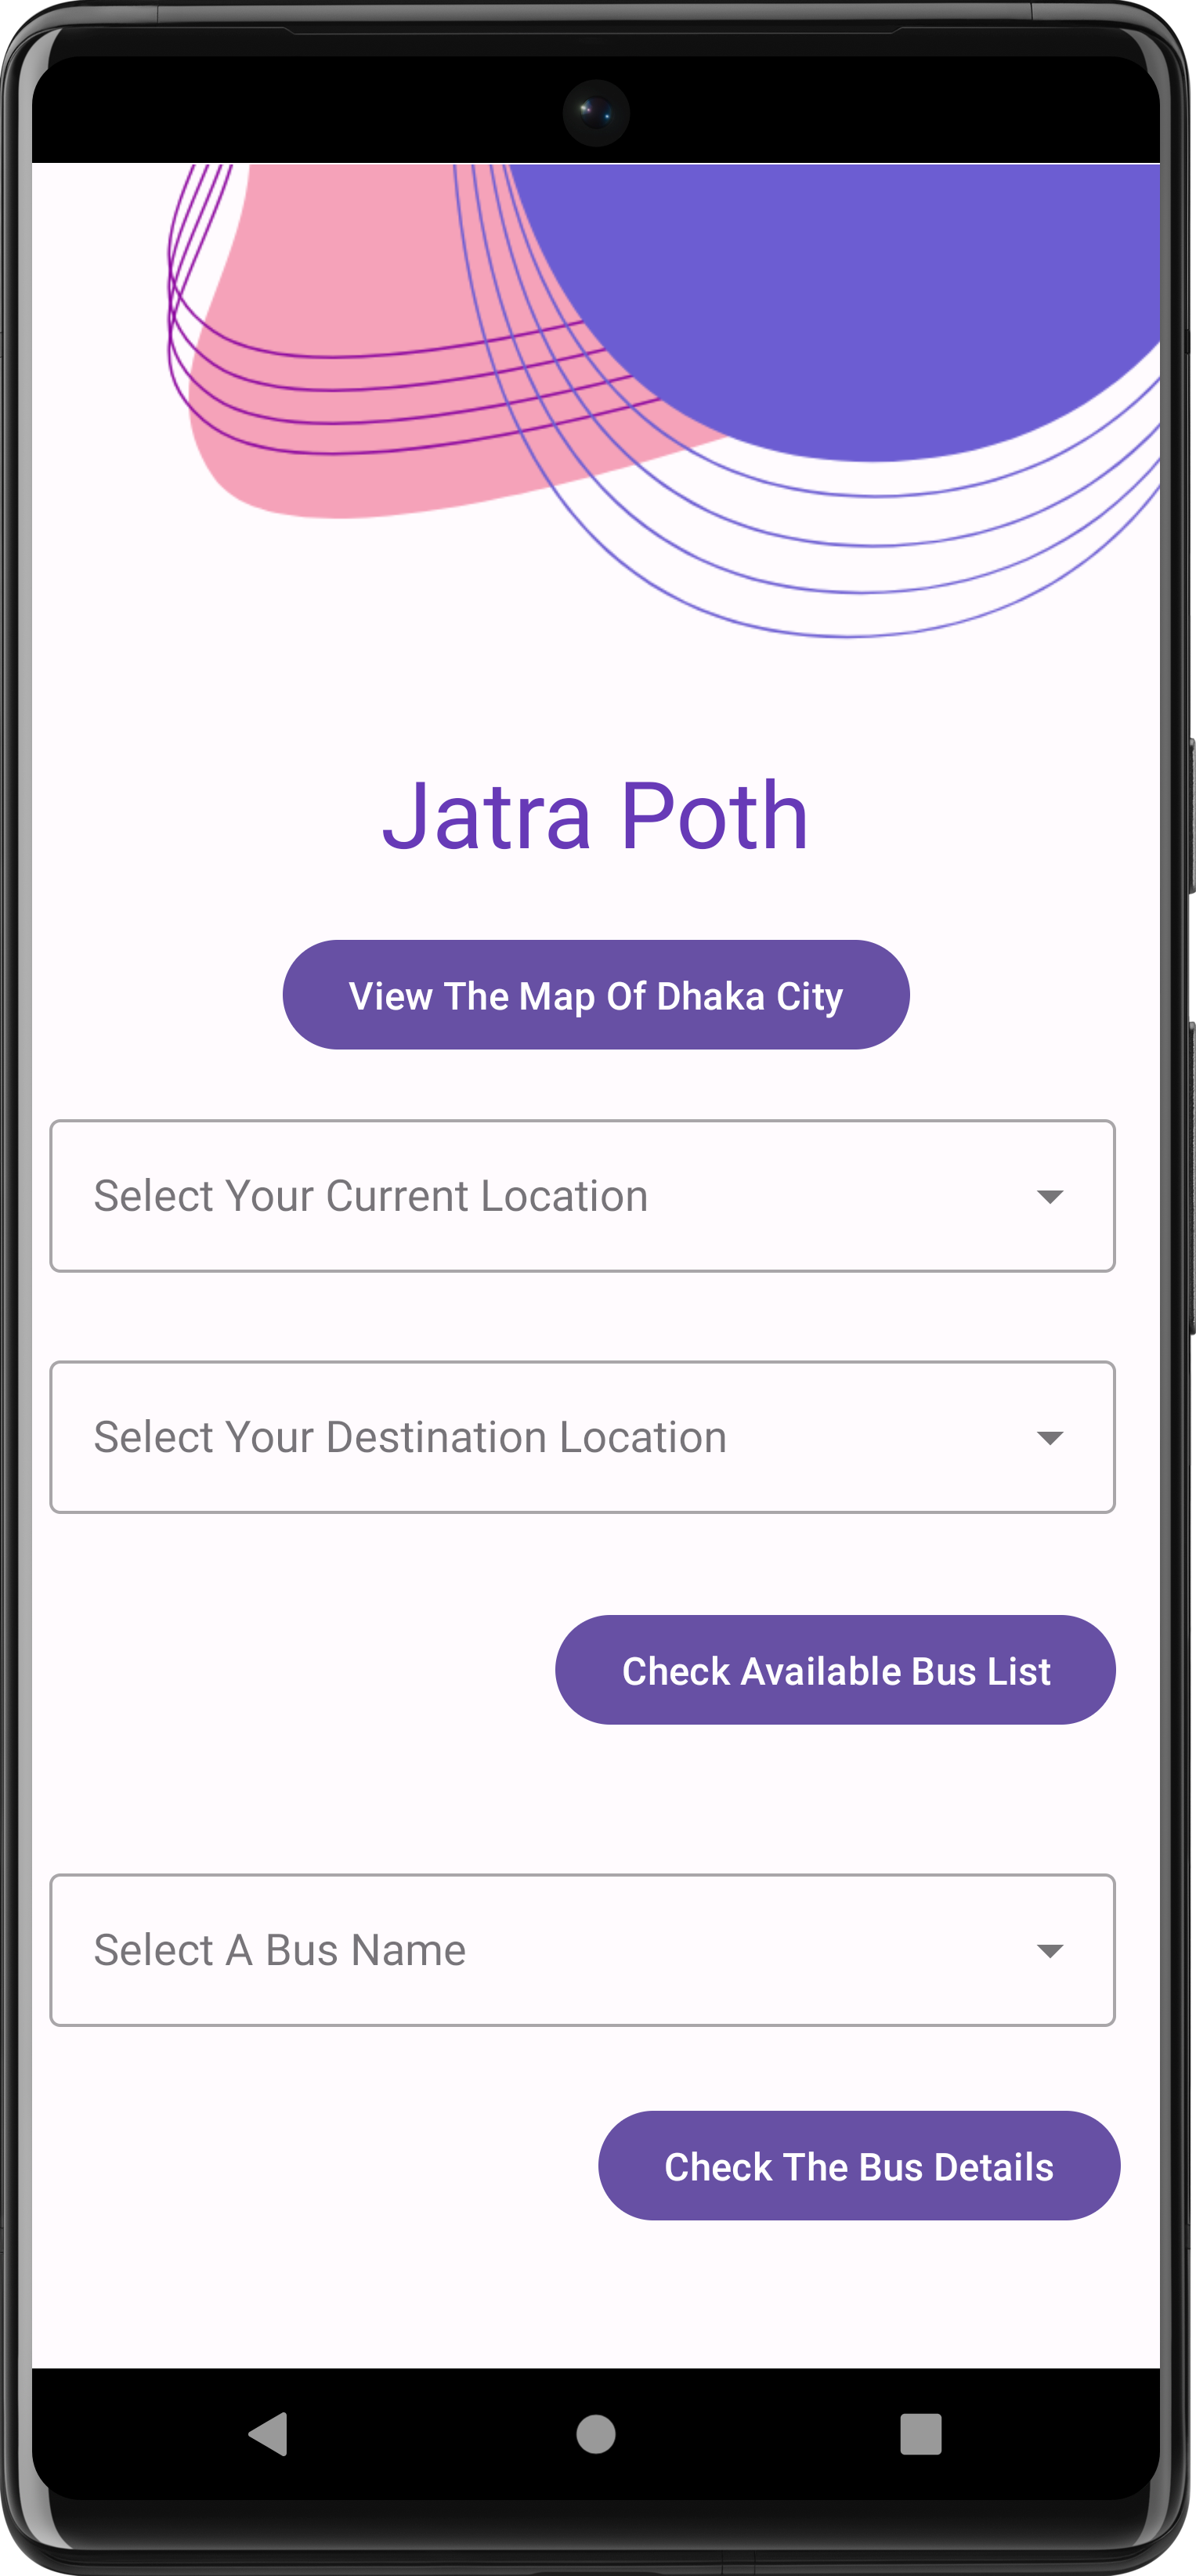 Jatra Poth
View The Map Of Dhaka City
Select Your Current Location
Select Your Destination Location
Check Available Bus List
Select A Bus Name
Check The Bus Details